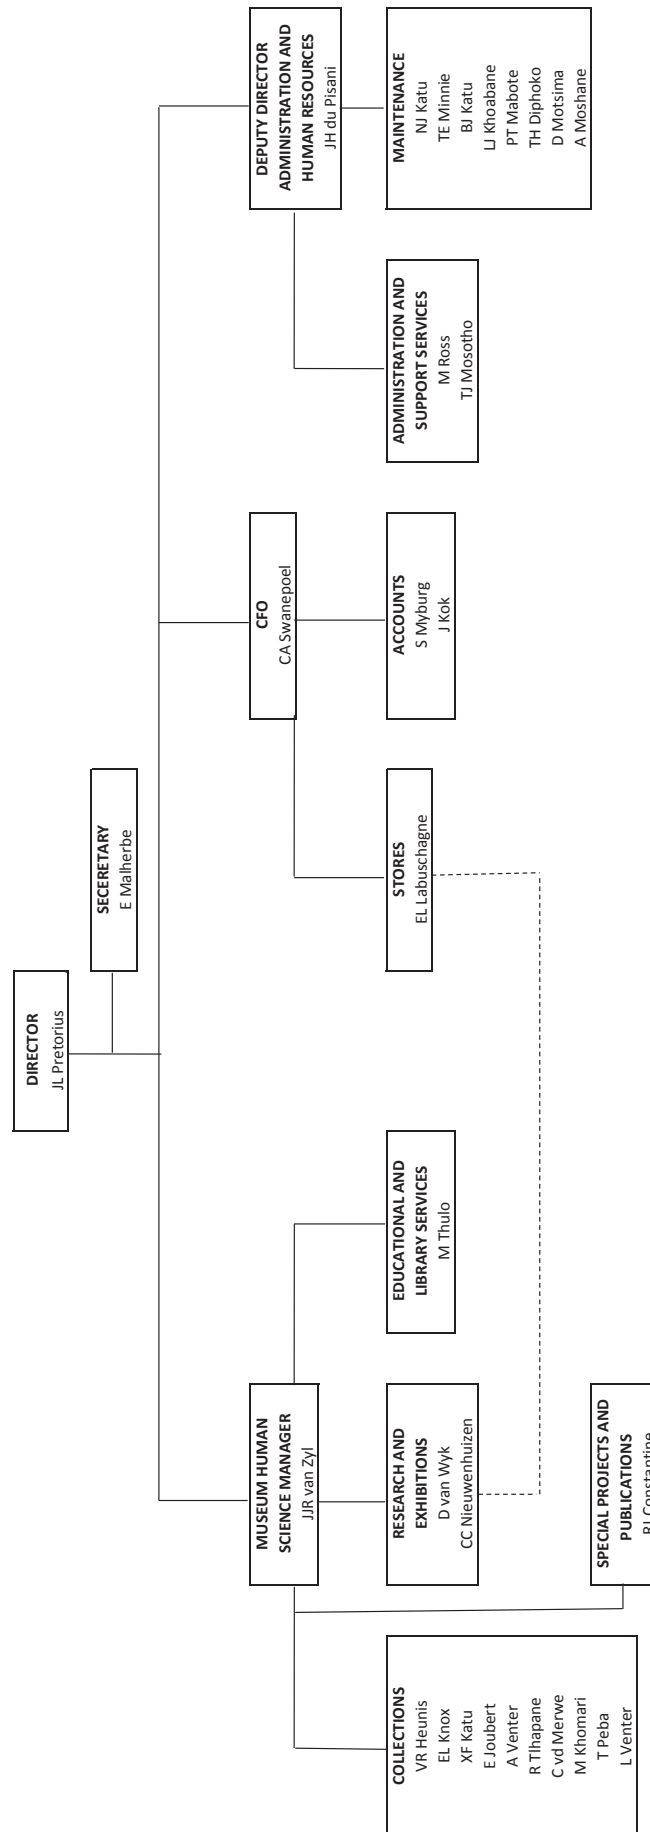 DIRECTOR
JL Pretorius
SECERETARY
E Malherbe
MUSEUM HUMAN
SCIENCE MANAGER
JJR van Zyl
CFO
CA Swanepoel
DEPUTY DIRECTOR
ADMINISTRATION AND
HUMAN RESOURCES
JH du Pisani
COLLECTIONS
VR Heunis
EL Knox
XF Katu
E Joubert
A Venter
R Tlhapane
C vd Merwe
M Khomari
T Peba
L Venter
RESEARCH AND
EXHIBITIONS
D van Wyk
CC Nieuwenhuizen
EDUCATIONAL AND
LIBRARY SERVICES
M Thulo
STORES
EL Labuschagne
ACCOUNTS
S Myburg
J Kok
ADMINISTRATION AND
SUPPORT SERVICES
M Ross
TJ Mosotho
MAINTENANCE
NJ Katu
TE Minnie
BJ Katu
LJ Khoabane
PT Mabote
TH Diphoko
D Motsima
A Moshane
SPECIAL PROJECTS AND
PUBLICATIONS
RJ Constantine